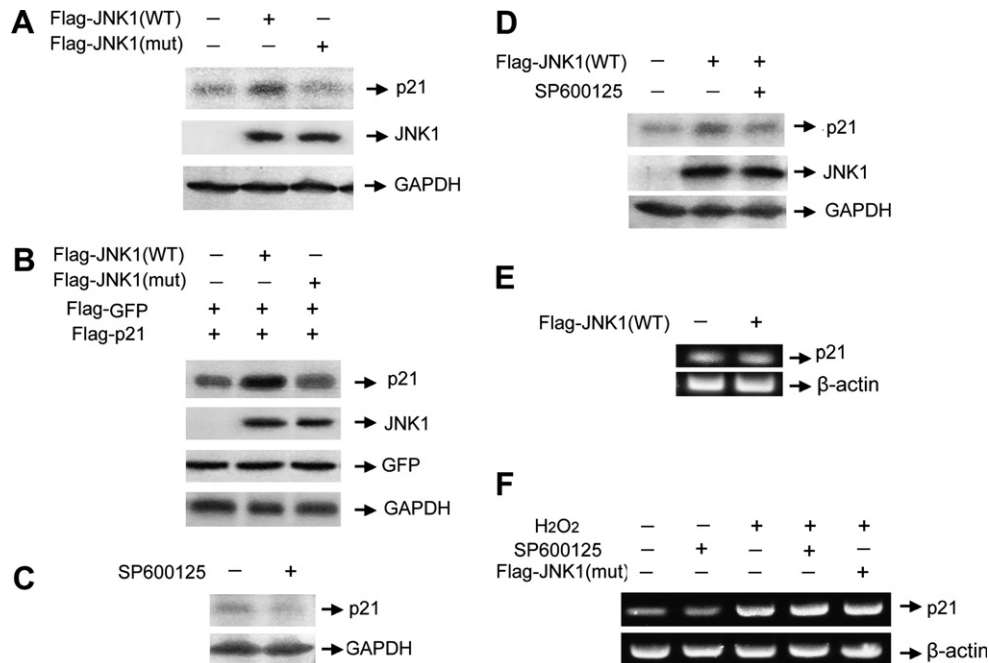 A
Flag-JNK1(WT) − + −
Flag-JNK1(mut) − − +
p21
JNK1
GAPDH
B
Flag-JNK1(WT) − + −
Flag-JNK1(mut) − − +
Flag-GFP + + +
Flag-p21 + + +
p21
JNK1
GFP
GAPDH
C
SP600125 − +
p21
GAPDH
D
Flag-JNK1(WT) − + +
SP600125 − − +
p21
JNK1
GAPDH
E
Flag-JNK1(WT) − +
p21
β-actin
F
H2O2 − − + + +
SP600125 − + − + −
Flag-JNK1(mut) − − − − +
p21
β-actin